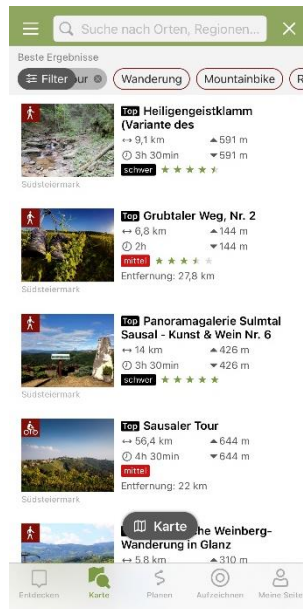 Suche nach Orten, Regionen...
Beste Ergebnisse
Filter
Wanderung
Mountainbike
Top Heiligengeistklamm
(Variante des
9,1 km 591 m
3h 30min 591 m
schwer
Südsteiermark
Top Grubtaler Weg, Nr. 2
6,8 km 144 m
2h 144 m
mittel
Entfernung: 27,8 km
Südsteiermark
Top Panoramagalerie Sulmtal
Sausal - Kunst & Wein Nr. 6
14 km 426 m
3h 30min 426 m
schwer
Südsteiermark
Top Sausaler Tour
56,4 km 644 m
4h 30min 644 m
mittel
Entfernung: 22 km
Südsteiermark
Karte
Weinberg-
Wanderung in Glanz
5,8 km 310 m
Entdecken Karte Planen Aufzeichnen Meine Seite